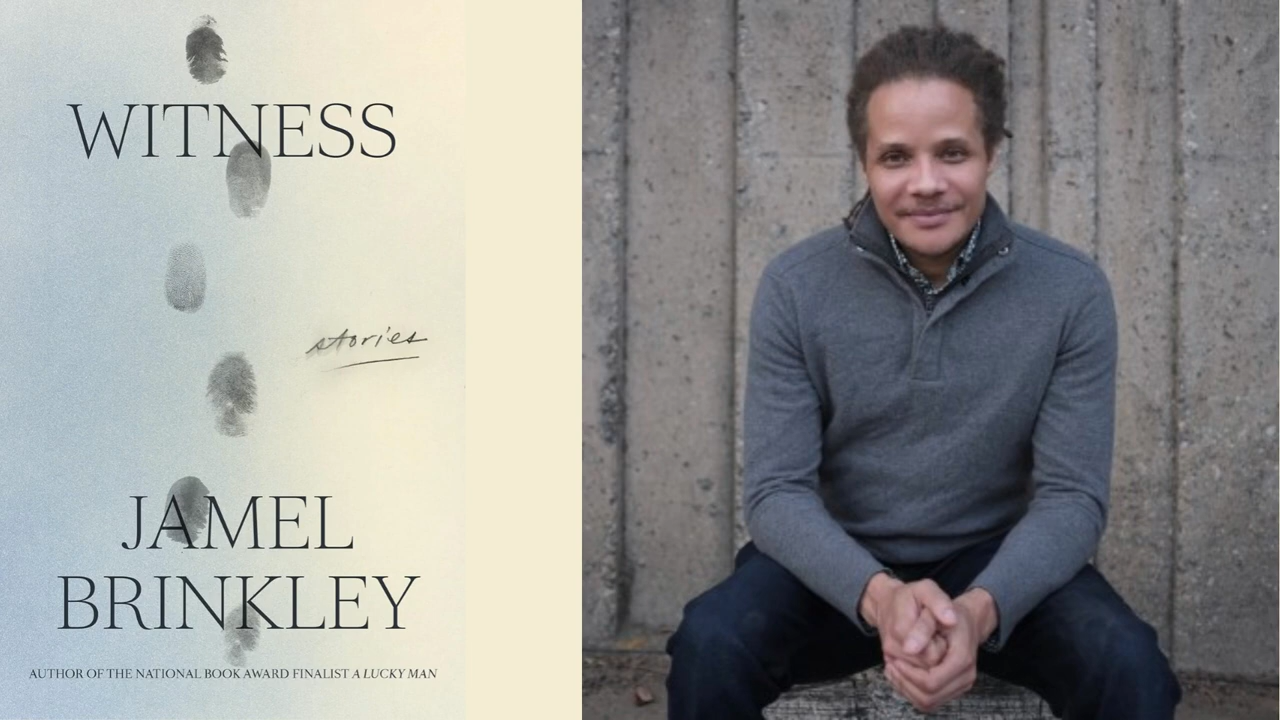 WITNESS
stories
JAMEL
BRINKLEY
AUTHOR OF THE NATIONAL BOOK AWARD FINALIST A LUCKY MAN